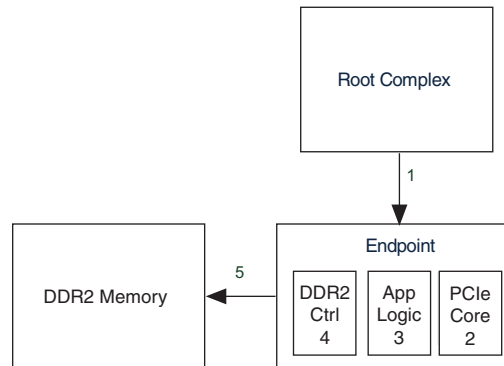 Root Complex
1
Endpoint
5
DDR2 Memory
DDR2
Ctrl
4
App
Logic
3
PCIe
Core
2